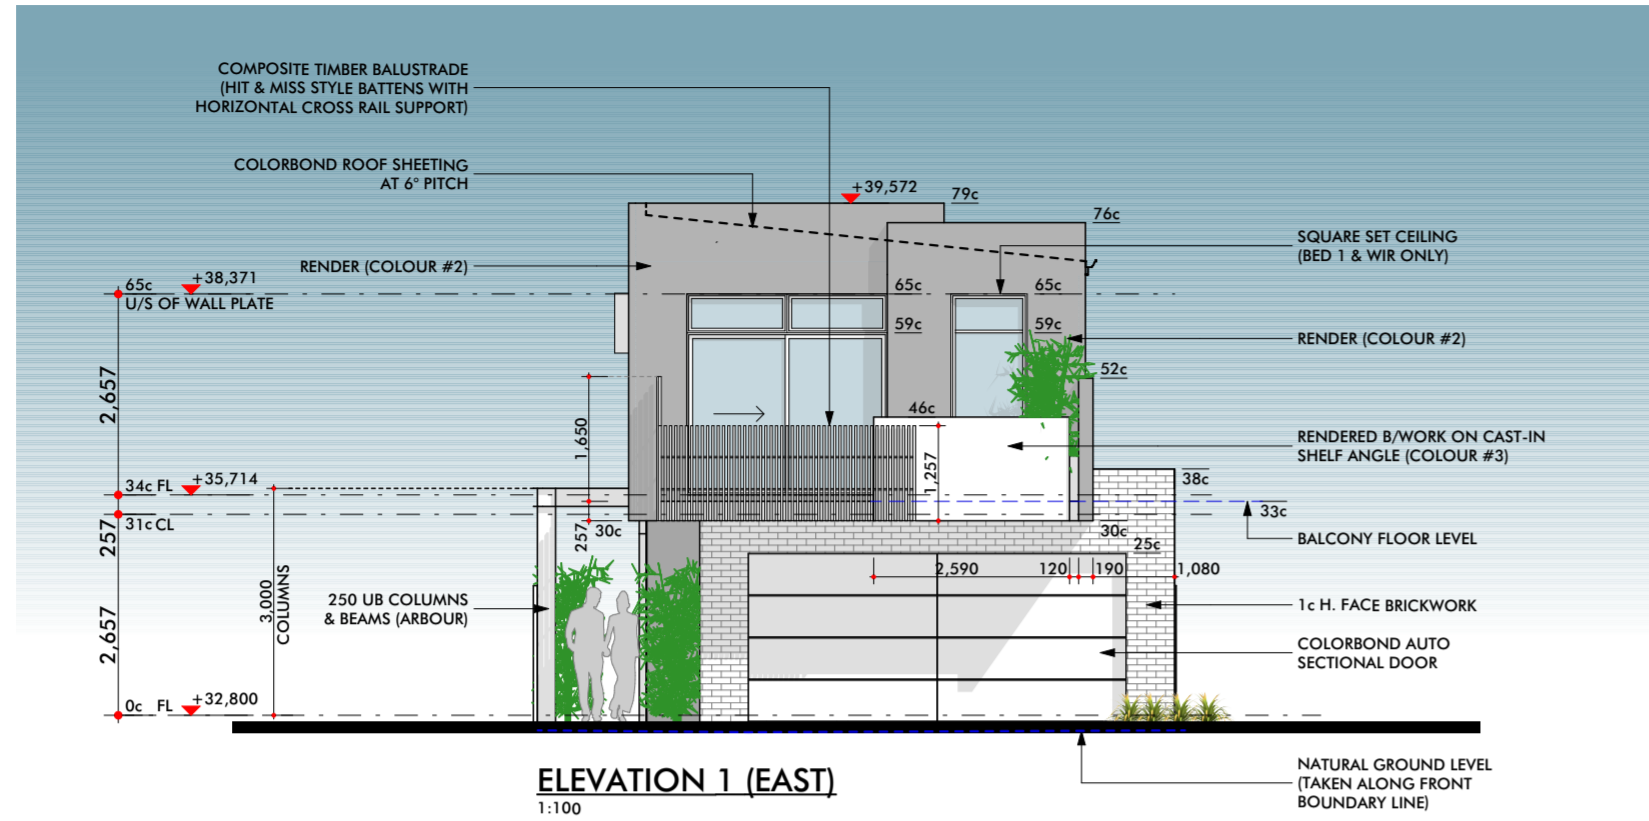 COMPOSITE TIMBER BALUSTRADE
(HIT & MISS STYLE BATTENS WITH
HORIZONTAL CROSS RAIL SUPPORT)
COLORBOND ROOF SHEETING
AT 6° PITCH
+39,572
79c
76c
SQUARE SET CEILING
(BED 1 & WIR ONLY)
RENDER (COLOUR #2)
65c
+38,371
U/S OF WALL PLATE
65c
65c
59c
59c
RENDER (COLOUR #2)
52c
2,657
46c
1,650
RENDERED B/WORK ON CAST-IN
SHELF ANGLE (COLOUR #3)
1,257
38c
34c FL
+35,714
33c
31c CL
257
257
30c
30c
BALCONY FLOOR LEVEL
25c
2,590
120
190
1,080
3,000
COLUMNS
250 UB COLUMNS
& BEAMS (ARBOUR)
1c H. FACE BRICKWORK
2,657
COLORBOND AUTO
SECTIONAL DOOR
0c FL
+32,800
NATURAL GROUND LEVEL
(TAKEN ALONG FRONT
BOUNDARY LINE)
ELEVATION 1 (EAST)
1:100